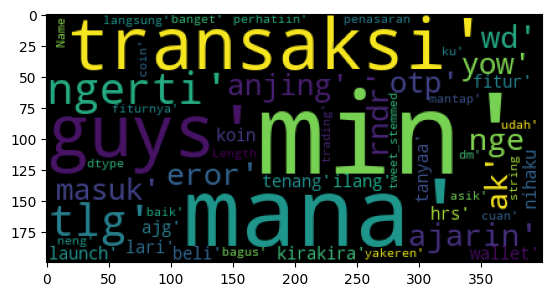 0
25
50
75
100
125
150
175
0 50 100 150 200 250 300 350
Name
langsung'
banget'
perhatiin'
penasaran
transaksi'
coin'
ku'
wd'
yow'
ngerti'
anjing'
otp'
fitur'
fiturnya'
mantap'
guys'
min'
rndr'
nge
udah'
koin
Length
trading'
tweet_stemmed
dm'
dtype
eror'
tanyaa'
ak'
string
nihaku
masuk'
tenang'
ilang'
asik'
mana'
tlg'
baik'
ajg'
hrs'
cuan'
ajarin'
neng'
lari'
launch'
beli'
bagus'
kirakira'
yakeren'
wallet'